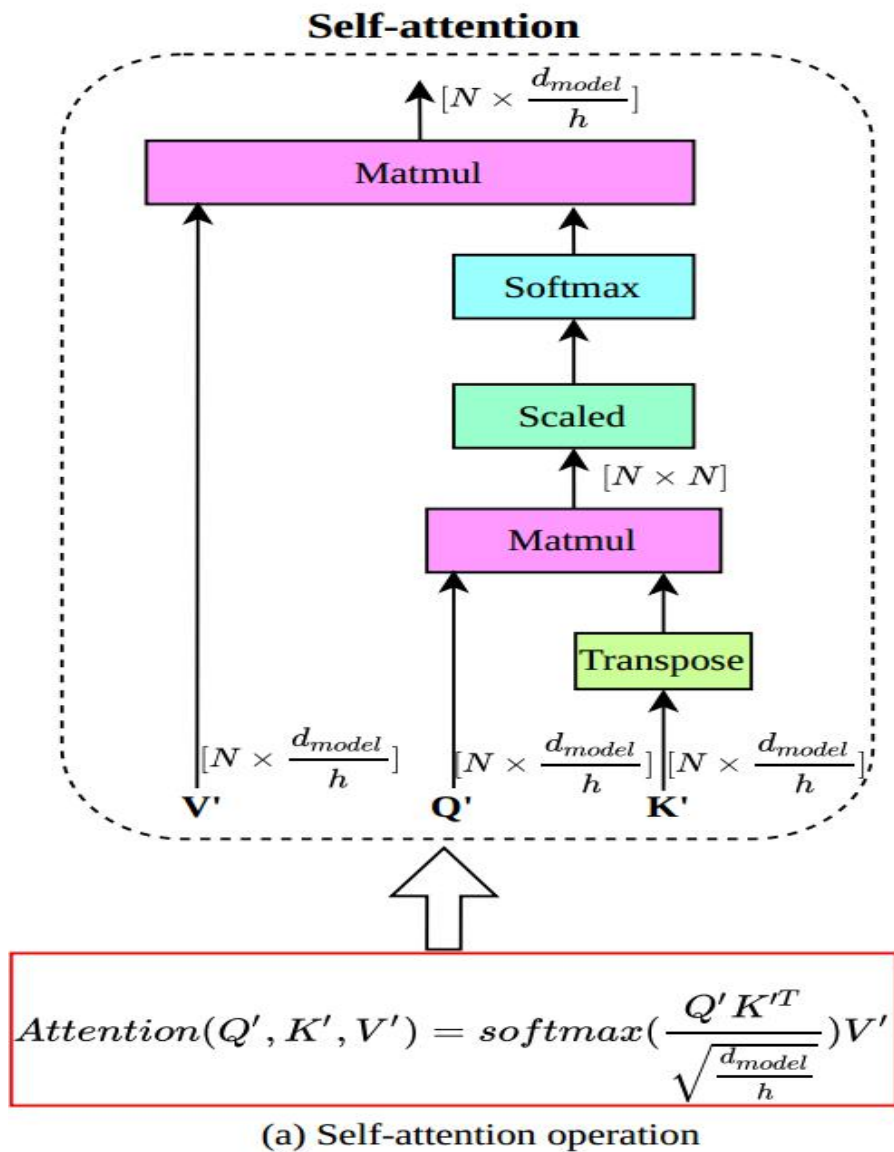 Self-attention
[N × d_model/h]
Matmul
Softmax
Scaled
[N × N]
Matmul
Transpose
[N × d_model/h] [N × d_model/h] [N × d_model/h]
V' Q' K'
Attention(Q', K', V') = softmax(Q'K'^T / √(d_model/h))V'
(a) Self-attention operation